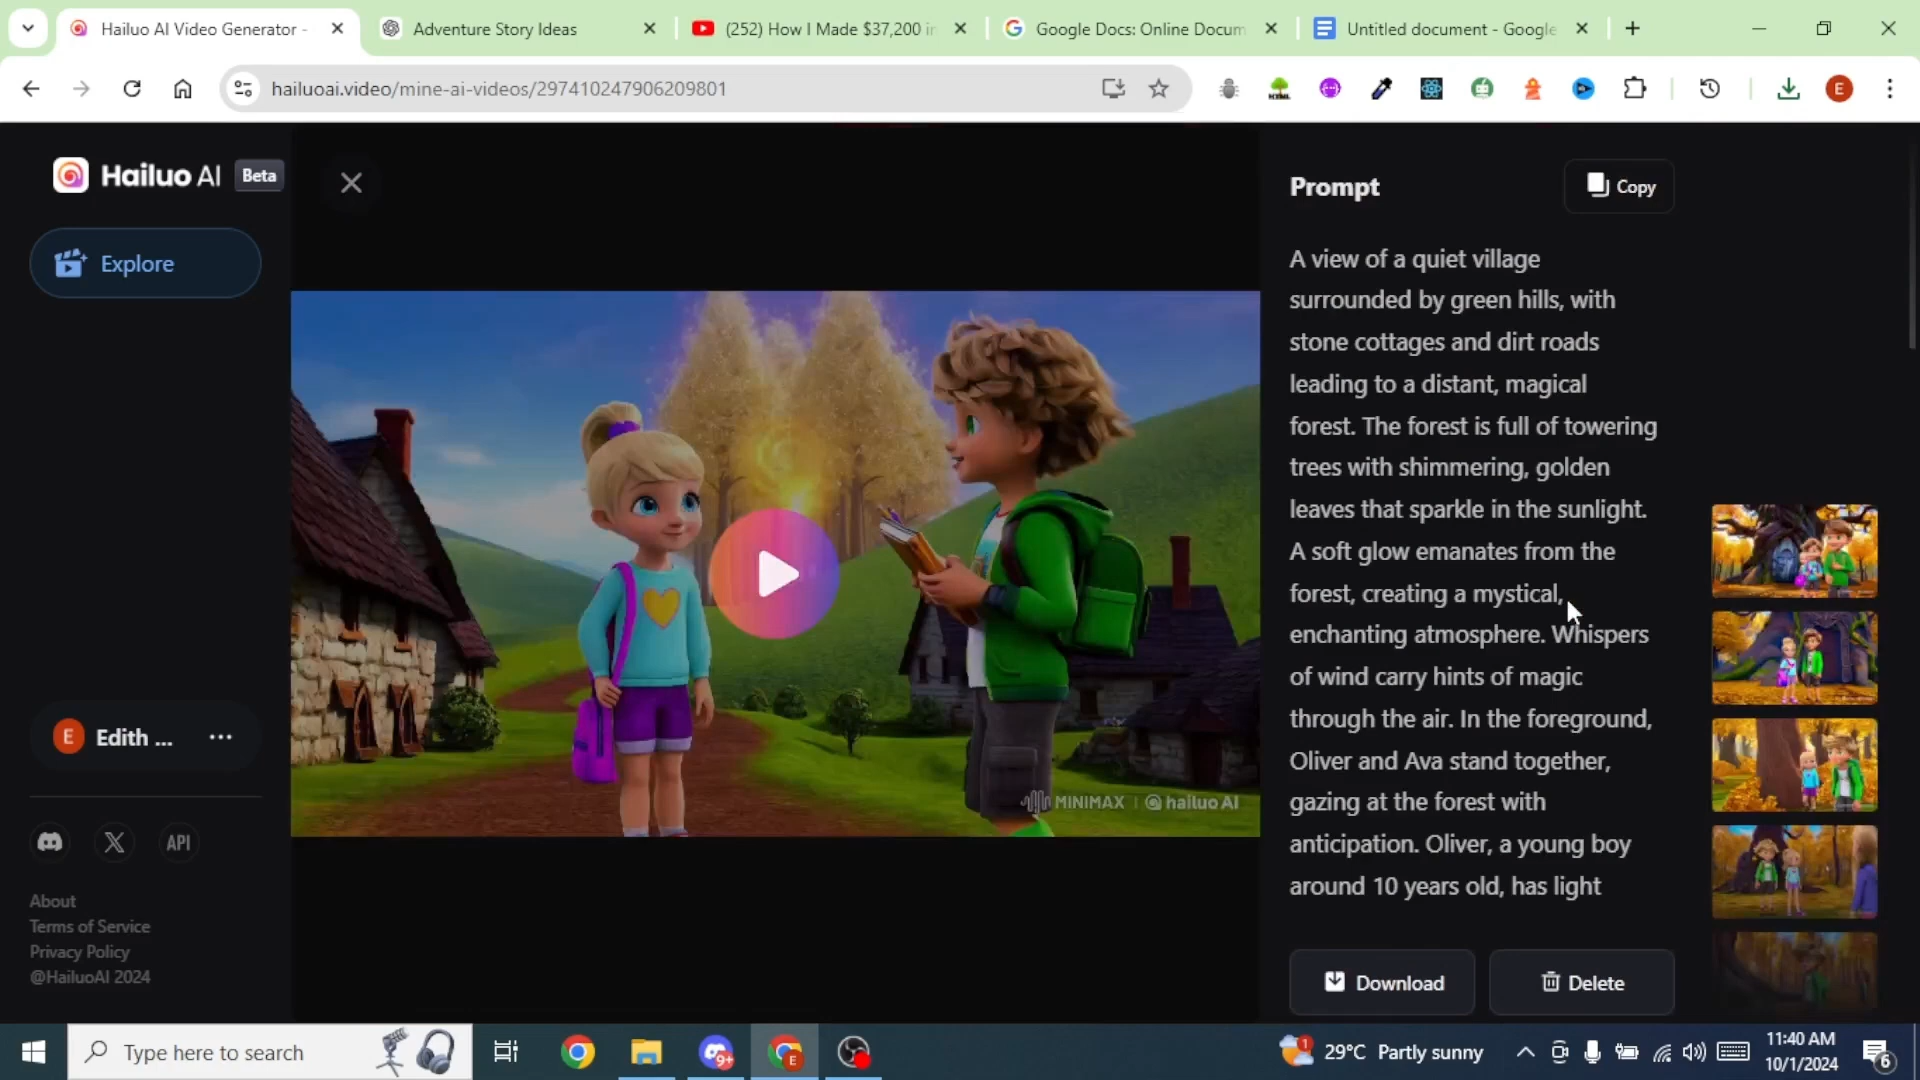 Hailuo AI Video Generator -
Adventure Story Ideas
(252) How I Made $37,200 in
Google Docs: Online Docum
Untitled document - Google
hailuoai.video/mine-ai-videos/297410247906209801
HTML
E
Hailuo AI
Beta
Explore
Prompt
Copy
A view of a quiet village
surrounded by green hills, with
stone cottages and dirt roads
leading to a distant, magical
forest. The forest is full of towering
trees with shimmering, golden
leaves that sparkle in the sunlight.
A soft glow emanates from the
forest, creating a mystical,
enchanting atmosphere. Whispers
of wind carry hints of magic
through the air. In the foreground,
Oliver and Ava stand together,
gazing at the forest with
anticipation. Oliver, a young boy
around 10 years old, has light
MINIMAX | hailuo AI
E Edith ...
API
About
Terms of Service
Privacy Policy
@HailuoAI 2024
Download
Delete
Type here to search
9+
E
1
29°C Partly sunny
11:40 AM
10/1/2024
6